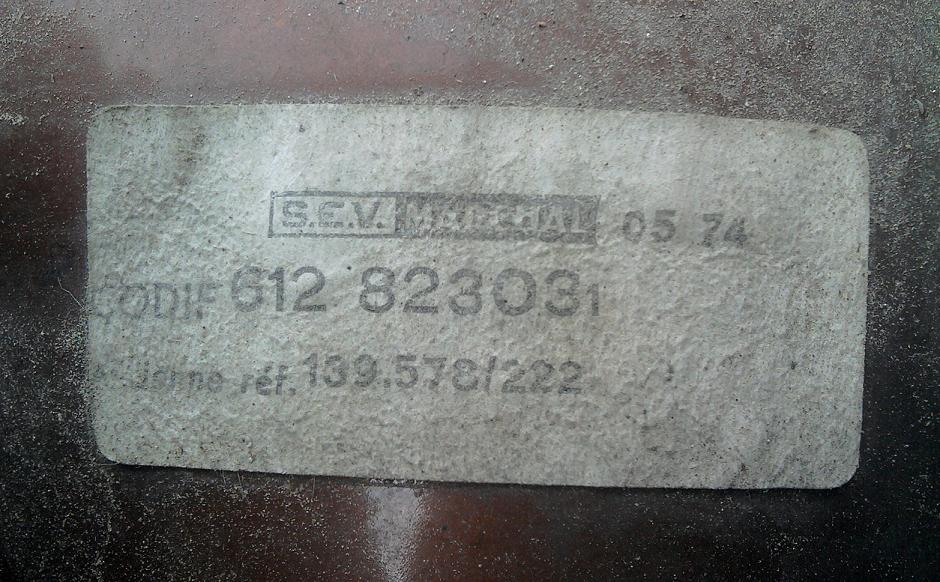 S.E.V. MARCHAL 05 74
CODIF 612 823031
réf. 139.578/222